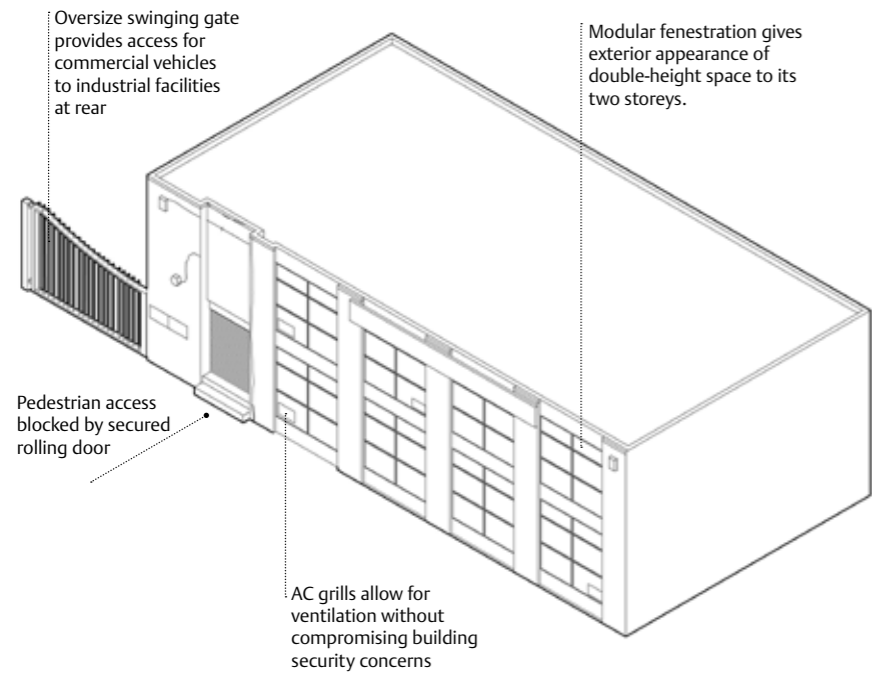 Oversize swinging gate
provides access for
commercial vehicles
to industrial facilities
at rear
Modular fenestration gives
exterior appearance of
double-height space to its
two storeys.
Pedestrian access
blocked by secured
rolling door
AC grills allow for
ventilation without
compromising building
security concerns